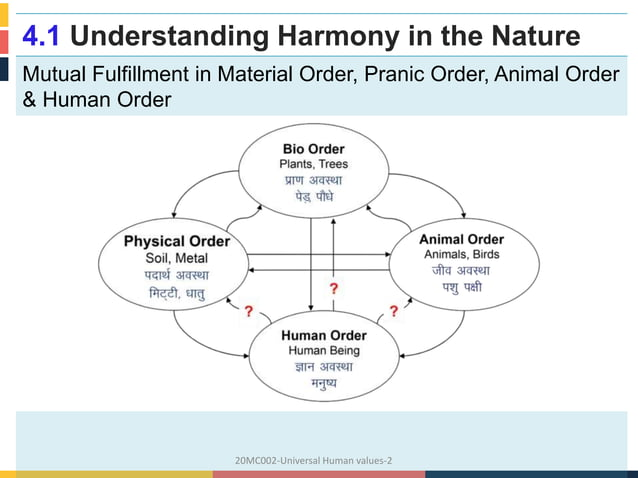 4.1 Understanding Harmony in the Nature
Mutual Fulfillment in Material Order, Pranic Order, Animal Order
& Human Order
Bio Order
Plants, Trees
प्राण अवस्था
पेड़ पौधे
Physical Order
Soil, Metal
पदार्थ अवस्था
मिट्टी, धातु
Animal Order
Animals, Birds
जीव अवस्था
पशु पक्षी
?
?
?
Human Order
Human Being
ज्ञान अवस्था
मनुष्य
20MC002-Universal Human values-2